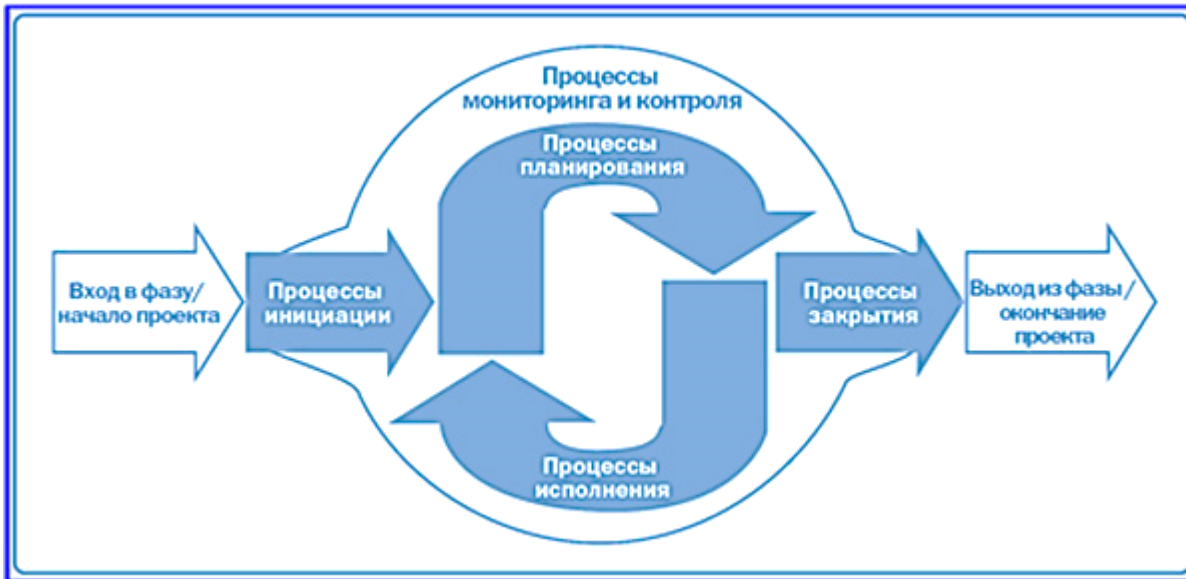 Процессы
мониторинга и контроля
Процессы
планирования
Вход в фазу/
начало проекта
Процессы
инициации
Процессы
закрытия
Выход из фазы/
окончание
проекта
Процессы
исполнения